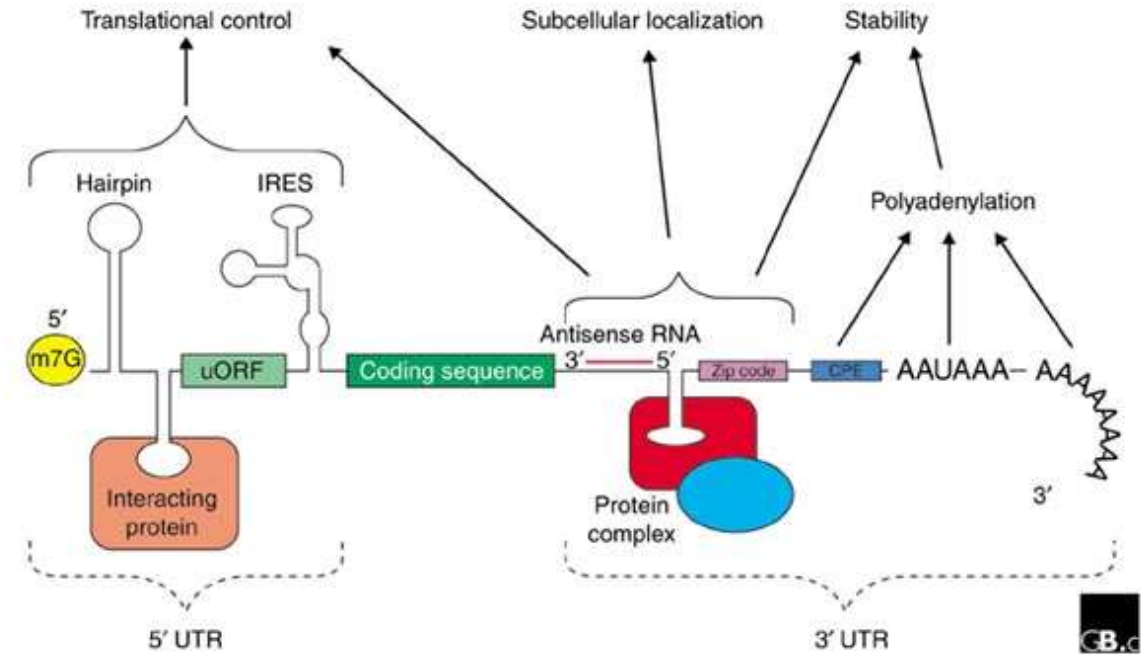 Translational control
Subcellular localization
Stability
Hairpin
IRES
Polyadenylation
5′
m7G
uORF
Coding sequence
Antisense RNA
3′
5′
Zip code
CPE
AAUAAA
AAAAAAAA
Interacting
protein
Protein
complex
3′
5′ UTR
3′ UTR